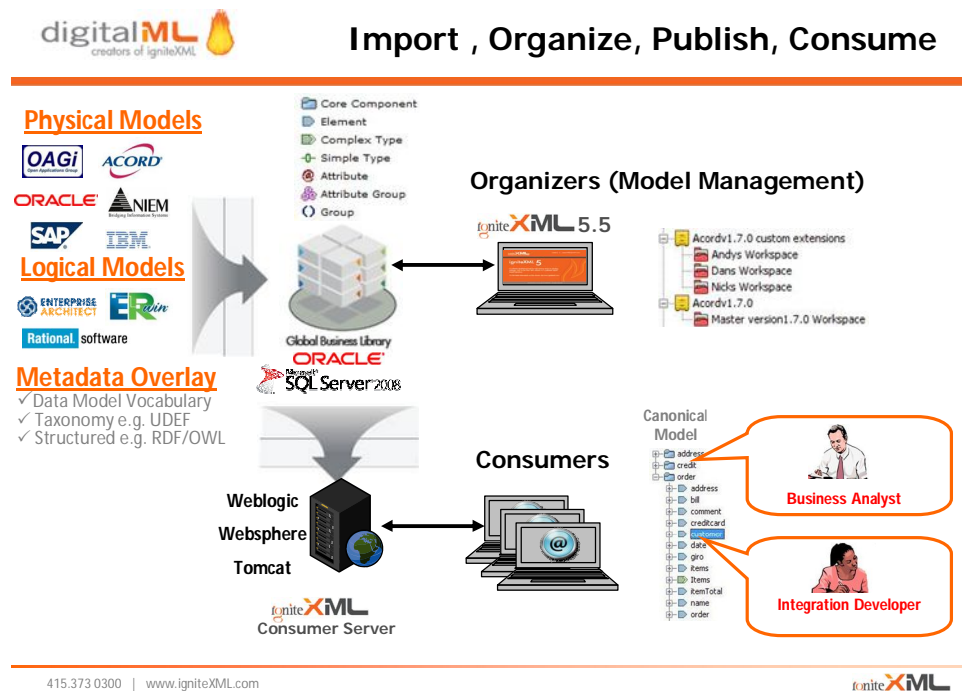 digitalML
creators of igniteXML
Import , Organize, Publish, Consume
Physical Models
OAGi
Open Applications Group
ACORD
ORACLE
NIEM
Bridging Information Systems
SAP
IBM
Logical Models
ENTERPRISE
ARCHITECT
ERwin
Rational. software
Metadata Overlay
✓Data Model Vocabulary
✓ Taxonomy e.g. UDEF
✓ Structured e.g. RDF/OWL
Core Component
Element
Complex Type
Simple Type
Attribute
Attribute Group
Group
Global Business Library
ORACLE
Microsoft
SQL Server 2008
Organizers (Model Management)
igniteXML 5.5
igniteXML 5
Acordv1.7.0 custom extensions
Andys Workspace
Dans Workspace
Nicks Workspace
Acordv1.7.0
Master version1.7.0 Workspace
Weblogic
Websphere
Tomcat
igniteXML
Consumer Server
Consumers
@
Canonical
Model
address
credit
order
address
bill
comment
creditcard
customer
date
giro
items
Items
itemTotal
name
order
Business Analyst
Integration Developer
415.373 0300 | www.igniteXML.com
igniteXML